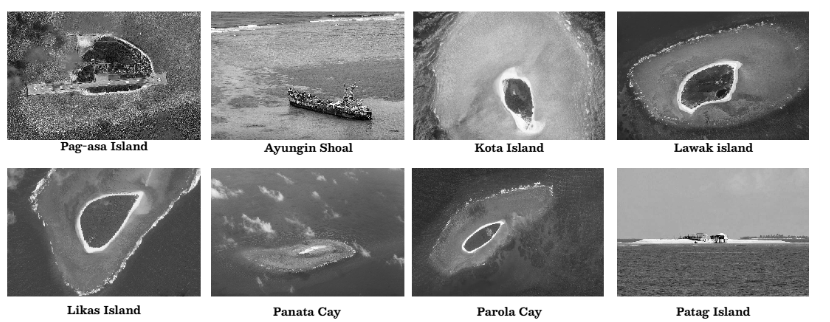 Pag-asa Island
Ayungin Shoal
Kota Island
Lawak island
Likas Island
Panata Cay
Parola Cay
Patag Island